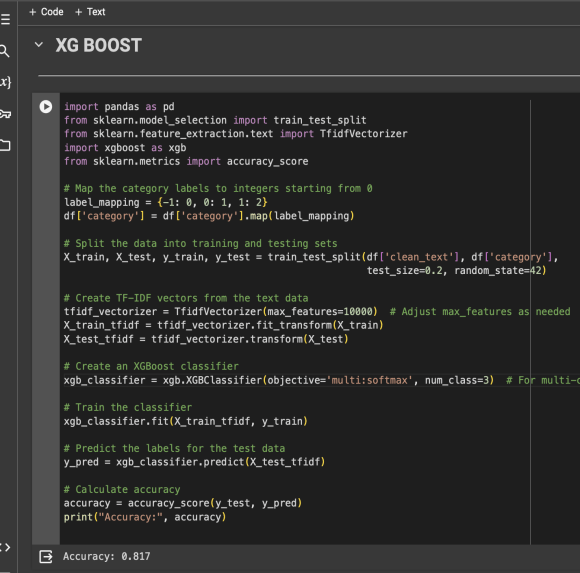 + Code + Text
XG BOOST
import pandas as pd
from sklearn.model_selection import train_test_split
from sklearn.feature_extraction.text import TfidfVectorizer
import xgboost as xgb
from sklearn.metrics import accuracy_score
# Map the category labels to integers starting from 0
label_mapping = {-1: 0, 0: 1, 1: 2}
df['category'] = df['category'].map(label_mapping)
# Split the data into training and testing sets
X_train, X_test, y_train, y_test = train_test_split(df['clean_text'], df['category'],
test_size=0.2, random_state=42)
# Create TF-IDF vectors from the text data
tfidf_vectorizer = TfidfVectorizer(max_features=10000)  # Adjust max_features as needed
X_train_tfidf = tfidf_vectorizer.fit_transform(X_train)
X_test_tfidf = tfidf_vectorizer.transform(X_test)
# Create an XGBoost classifier
xgb_classifier = xgb.XGBClassifier(objective='multi:softmax', num_class=3)  # For multi-
# Train the classifier
xgb_classifier.fit(X_train_tfidf, y_train)
# Predict the labels for the test data
y_pred = xgb_classifier.predict(X_test_tfidf)
# Calculate accuracy
accuracy = accuracy_score(y_test, y_pred)
print("Accuracy:", accuracy)
Accuracy: 0.817